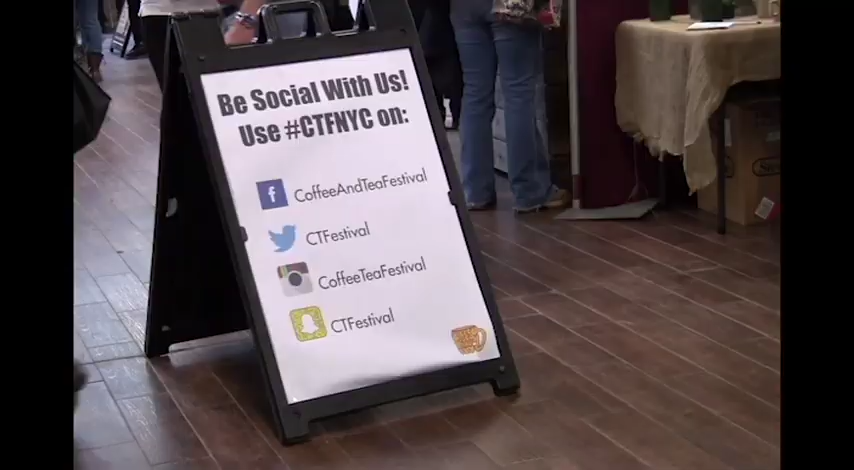 Be Social With Us!
Use #CTFNYC on:
CoffeeAndTeaFestival
CTFestival
CoffeeTeaFestival
CTFestival